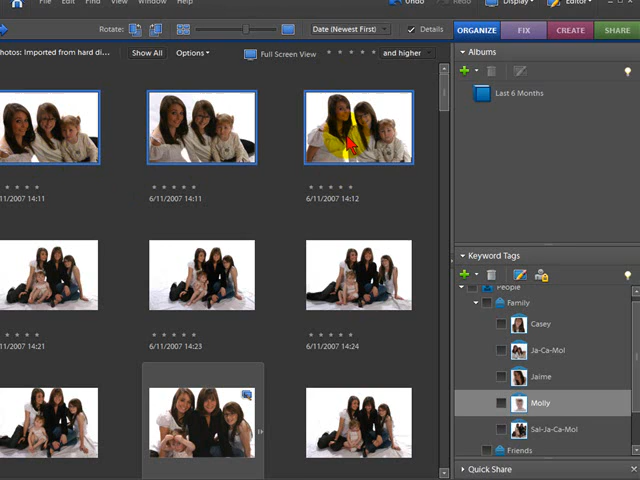 File Edit Find View Window Help Undo Display Editor
Rotate: Date (Newest First) Details ORGANIZE FIX CREATE SHARE
hotos: Imported from hard di... Show All Options Full Screen View and higher
Albums
Last 6 Months
/11/2007 14:11 6/11/2007 14:11 6/11/2007 14:12
Keyword Tags
People
Family
Casey
Ja-Ca-Mol
/11/2007 14:21 6/11/2007 14:23 6/11/2007 14:24
Jaime
Molly
Sal-Ja-Ca-Mol
Friends
Quick Share